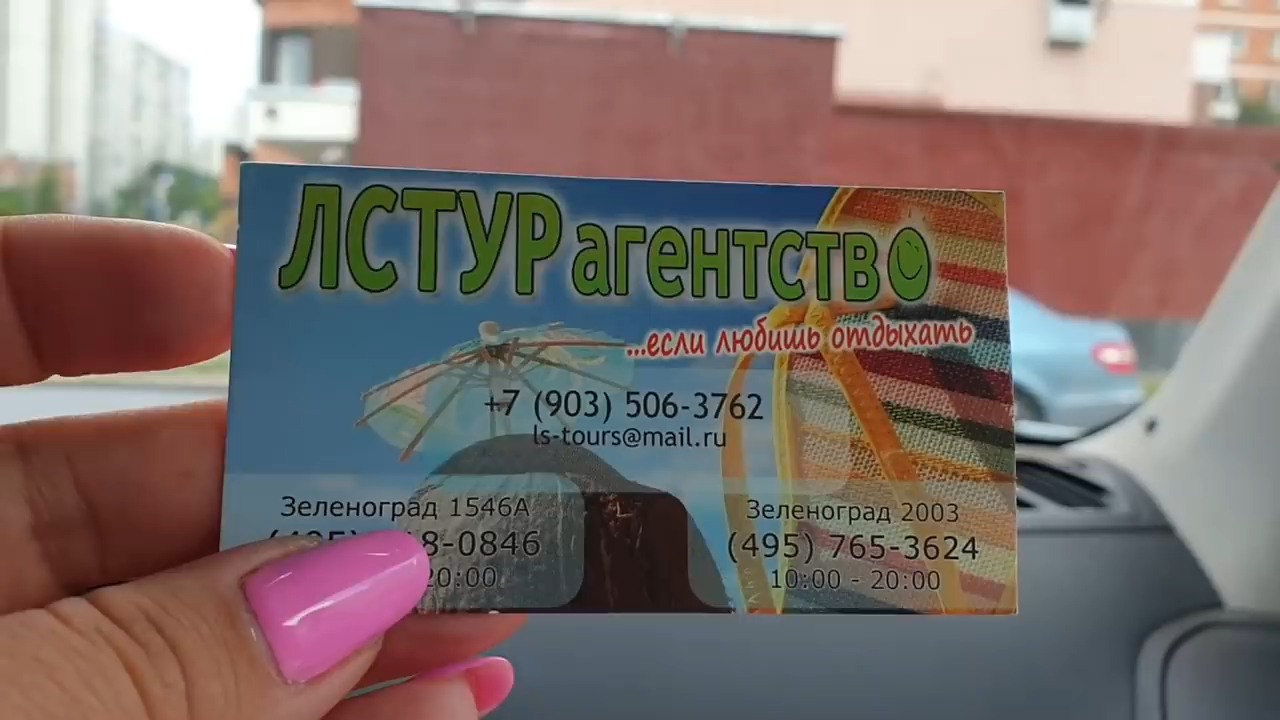 ЛСТУР агентство
...если любишь отдыхать
+7 (903) 506-3762
ls-tours@mail.ru
Зеленоград 1546А
8-0846
20:00
Зеленоград 2003
(495) 765-3624
10:00 - 20:00